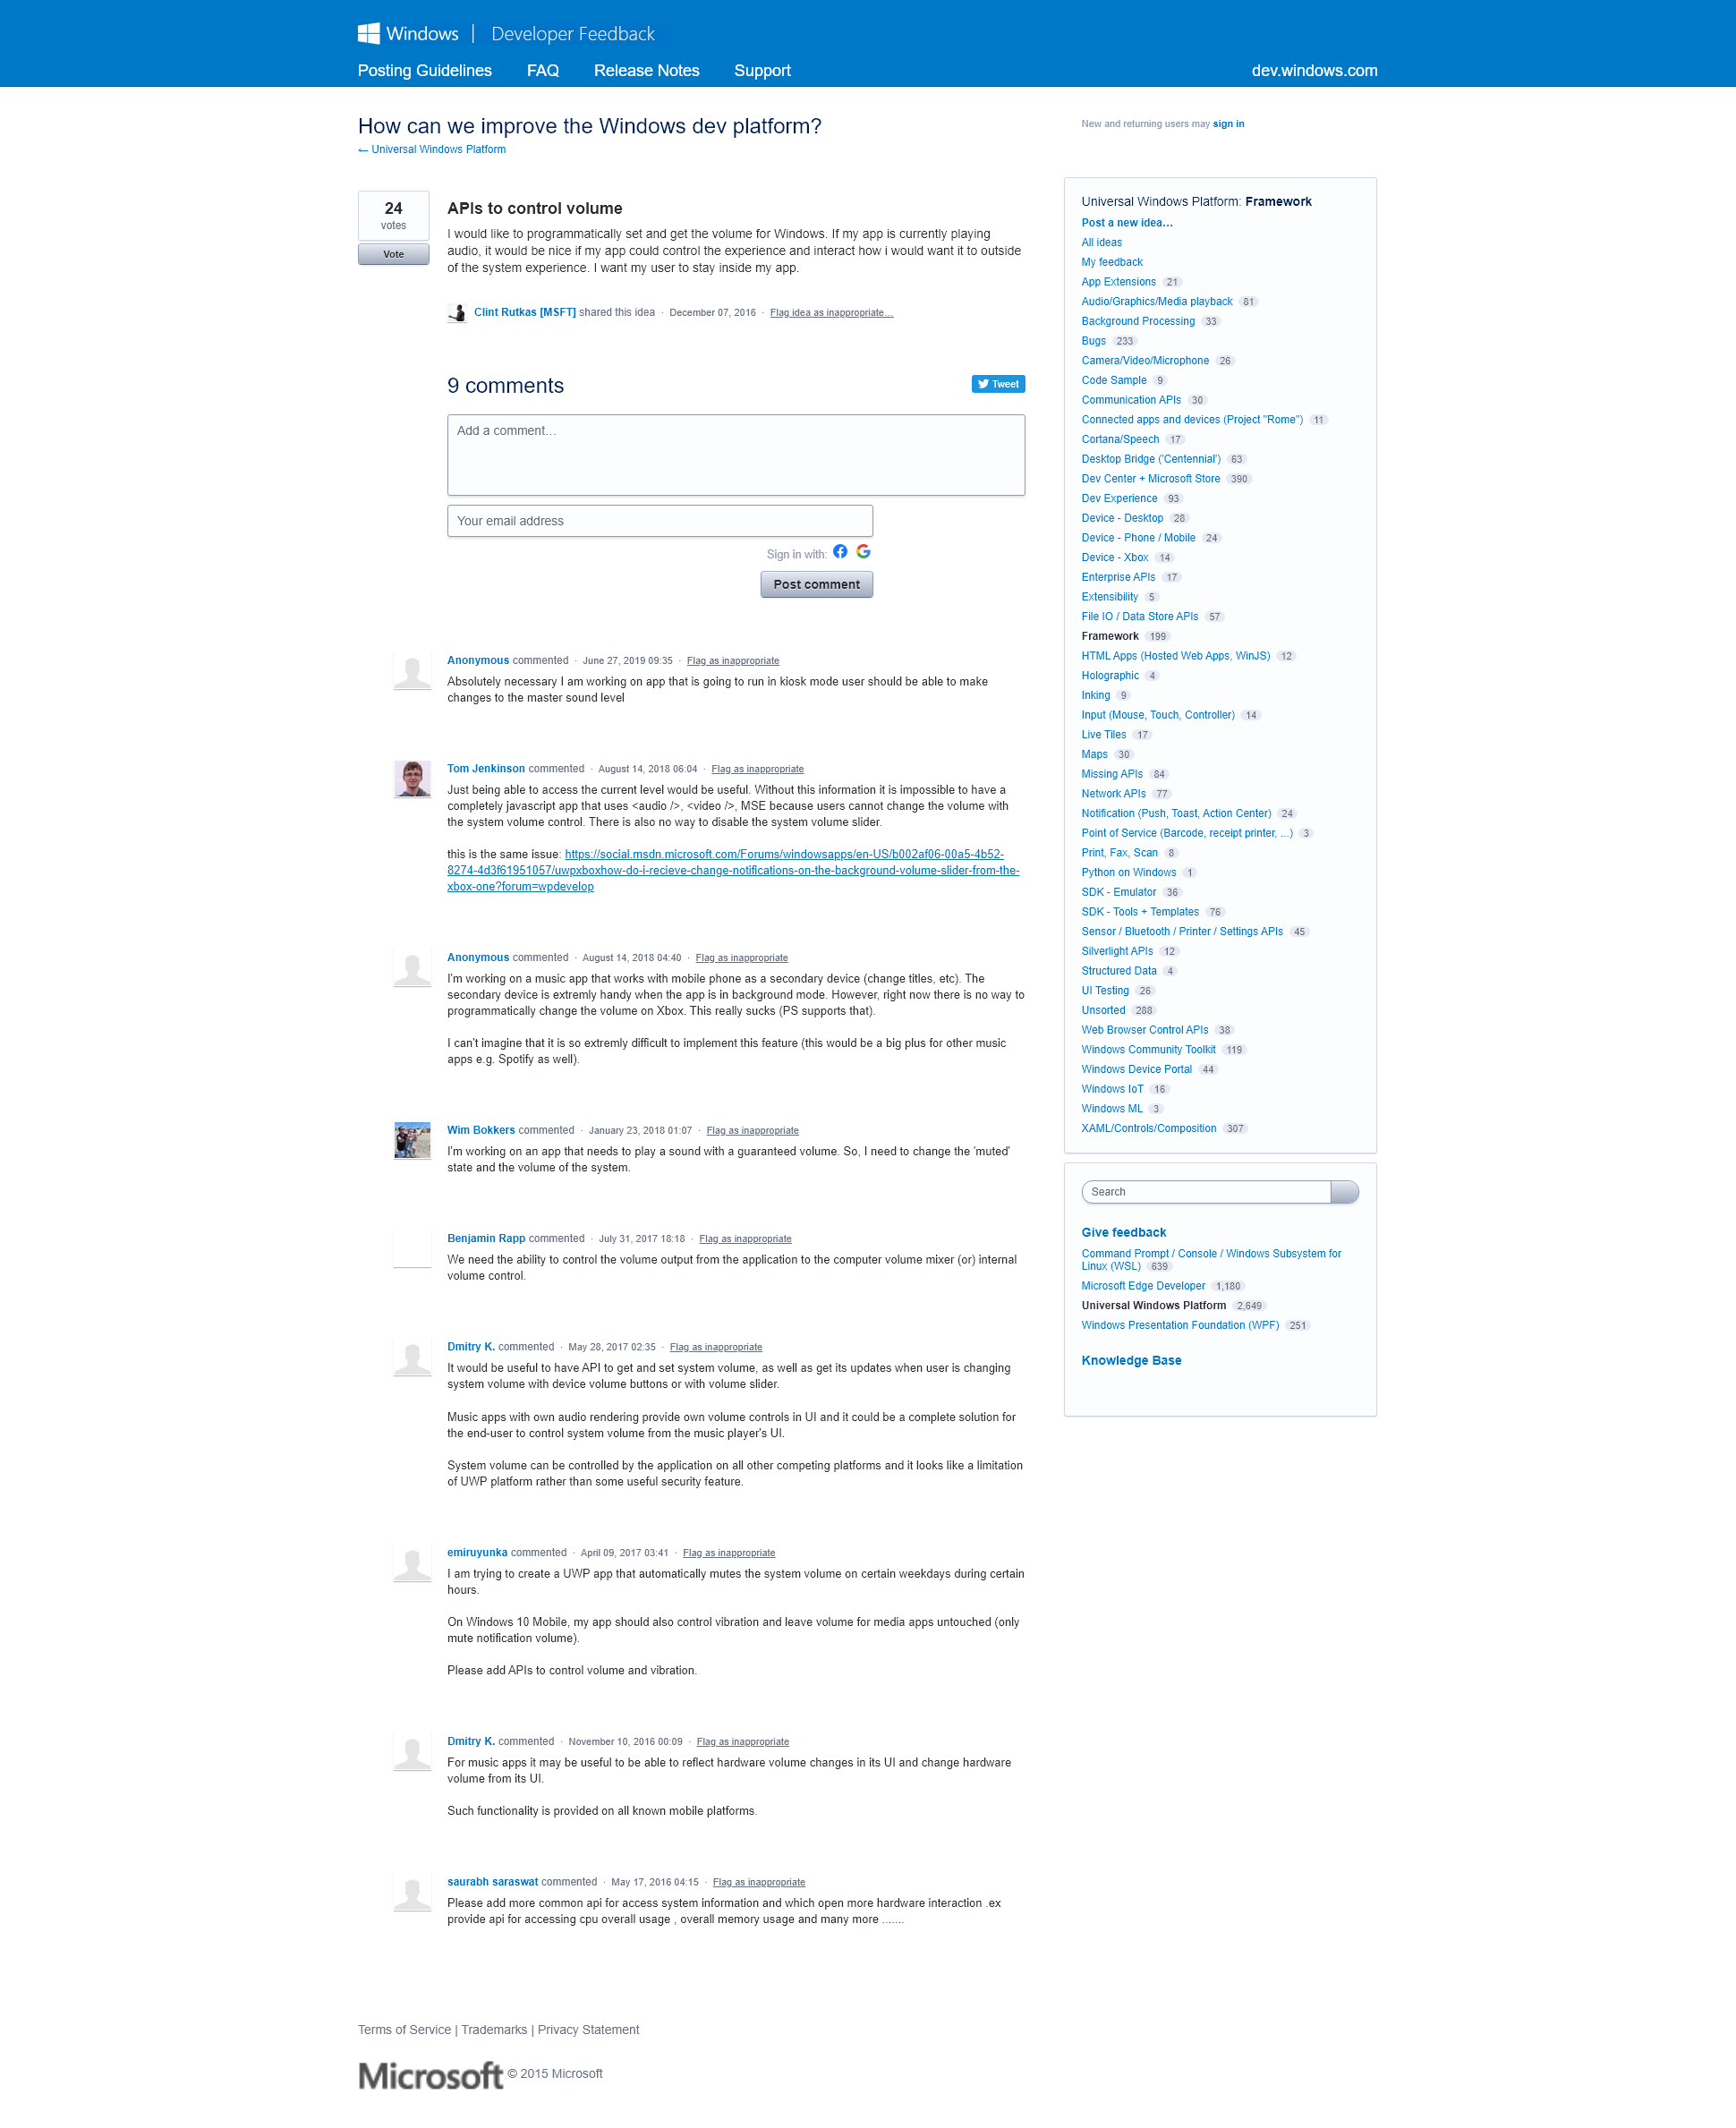 Windows | Developer Feedback
Posting Guidelines FAQ Release Notes Support dev.windows.com
How can we improve the Windows dev platform?
← Universal Windows Platform
New and returning users may sign in
24
votes
Vote
APIs to control volume
I would like to programmatically set and get the volume for Windows. If my app is currently playing
audio, it would be nice if my app could control the experience and interact how i would want it to outside
of the system experience. I want my user to stay inside my app.
Clint Rutkas [MSFT] shared this idea · December 07, 2016 · Flag idea as inappropriate…
9 comments
Tweet
Add a comment…
Your email address
Sign in with:
Post comment
Anonymous commented · June 27, 2019 09:35 · Flag as inappropriate
Absolutely necessary I am working on app that is going to run in kiosk mode user should be able to make
changes to the master sound level
Tom Jenkinson commented · August 14, 2018 06:04 · Flag as inappropriate
Just being able to access the current level would be useful. Without this information it is impossible to have a
completely javascript app that uses <audio />, <video />, MSE because users cannot change the volume with
the system volume control. There is also no way to disable the system volume slider.
this is the same issue: https://social.msdn.microsoft.com/Forums/windowsapps/en-US/b002af06-00a5-4b52-
8274-4d3f61951057/uwpxboxhow-do-i-recieve-change-notifications-on-the-background-volume-slider-from-the-
xbox-one?forum=wpdevelop
Anonymous commented · August 14, 2018 04:40 · Flag as inappropriate
I'm working on a music app that works with mobile phone as a secondary device (change titles, etc). The
secondary device is extremly handy when the app is in background mode. However, right now there is no way to
programmatically change the volume on Xbox. This really sucks (PS supports that).
I can't imagine that it is so extremly difficult to implement this feature (this would be a big plus for other music
apps e.g. Spotify as well).
Wim Bokkers commented · January 23, 2018 01:07 · Flag as inappropriate
I'm working on an app that needs to play a sound with a guaranteed volume. So, I need to change the 'muted'
state and the volume of the system.
Benjamin Rapp commented · July 31, 2017 18:18 · Flag as inappropriate
We need the ability to control the volume output from the application to the computer volume mixer (or) internal
volume control.
Dmitry K. commented · May 28, 2017 02:35 · Flag as inappropriate
It would be useful to have API to get and set system volume, as well as get its updates when user is changing
system volume with device volume buttons or with volume slider.
Music apps with own audio rendering provide own volume controls in UI and it could be a complete solution for
the end-user to control system volume from the music player's UI.
System volume can be controlled by the application on all other competing platforms and it looks like a limitation
of UWP platform rather than some useful security feature.
emiruyunka commented · April 09, 2017 03:41 · Flag as inappropriate
I am trying to create a UWP app that automatically mutes the system volume on certain weekdays during certain
hours.
On Windows 10 Mobile, my app should also control vibration and leave volume for media apps untouched (only
mute notification volume).
Please add APIs to control volume and vibration.
Dmitry K. commented · November 10, 2016 00:09 · Flag as inappropriate
For music apps it may be useful to be able to reflect hardware volume changes in its UI and change hardware
volume from its UI.
Such functionality is provided on all known mobile platforms.
saurabh saraswat commented · May 17, 2016 04:15 · Flag as inappropriate
Please add more common api for access system information and which open more hardware interaction .ex
provide api for accessing cpu overall usage , overall memory usage and many more .......
Universal Windows Platform: Framework
Post a new idea…
All ideas
My feedback
App Extensions 21
Audio/Graphics/Media playback 81
Background Processing 33
Bugs 233
Camera/Video/Microphone 26
Code Sample 9
Communication APIs 30
Connected apps and devices (Project "Rome") 11
Cortana/Speech 17
Desktop Bridge ('Centennial') 63
Dev Center + Microsoft Store 390
Dev Experience 93
Device - Desktop 28
Device - Phone / Mobile 24
Device - Xbox 14
Enterprise APIs 17
Extensibility 5
File IO / Data Store APIs 57
Framework 199
HTML Apps (Hosted Web Apps, WinJS) 12
Holographic 4
Inking 9
Input (Mouse, Touch, Controller) 14
Live Tiles 17
Maps 30
Missing APIs 84
Network APIs 77
Notification (Push, Toast, Action Center) 24
Point of Service (Barcode, receipt printer, ...) 3
Print, Fax, Scan 8
Python on Windows 1
SDK - Emulator 36
SDK - Tools + Templates 76
Sensor / Bluetooth / Printer / Settings APIs 45
Silverlight APIs 12
Structured Data 4
UI Testing 26
Unsorted 288
Web Browser Control APIs 38
Windows Community Toolkit 119
Windows Device Portal 44
Windows IoT 16
Windows ML 3
XAML/Controls/Composition 307
Search
Give feedback
Command Prompt / Console / Windows Subsystem for
Linux (WSL) 639
Microsoft Edge Developer 1,180
Universal Windows Platform 2,649
Windows Presentation Foundation (WPF) 251
Knowledge Base
Terms of Service | Trademarks | Privacy Statement
Microsoft © 2015 Microsoft